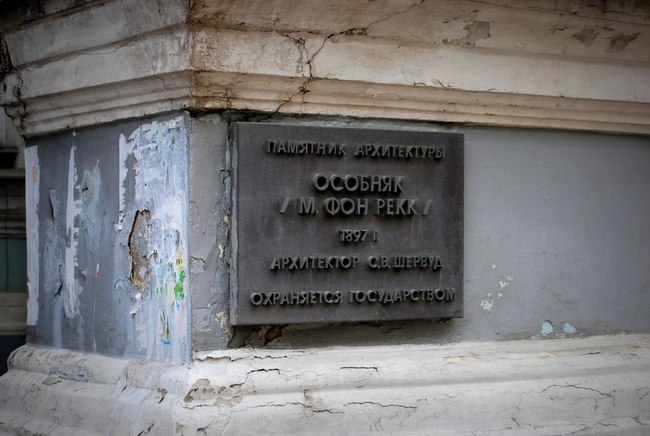 ПАМЯТНИК АРХИТЕКТУРЫ
ОСОБНЯК
/ М. ФОН РЕКК /
1897 Г.
АРХИТЕКТОР С.В. ШЕРВУД
ОХРАНЯЕТСЯ ГОСУДАРСТВОМ